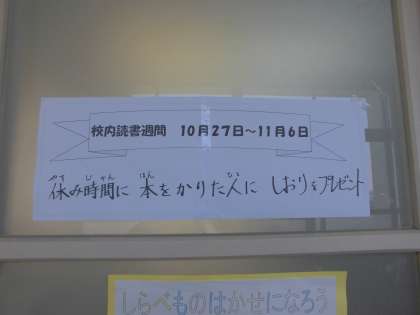 校内読書週間 10月27日～11月6日
休み時間に 本をかりた人に しおりをプレゼント
しらべものはかせになろう